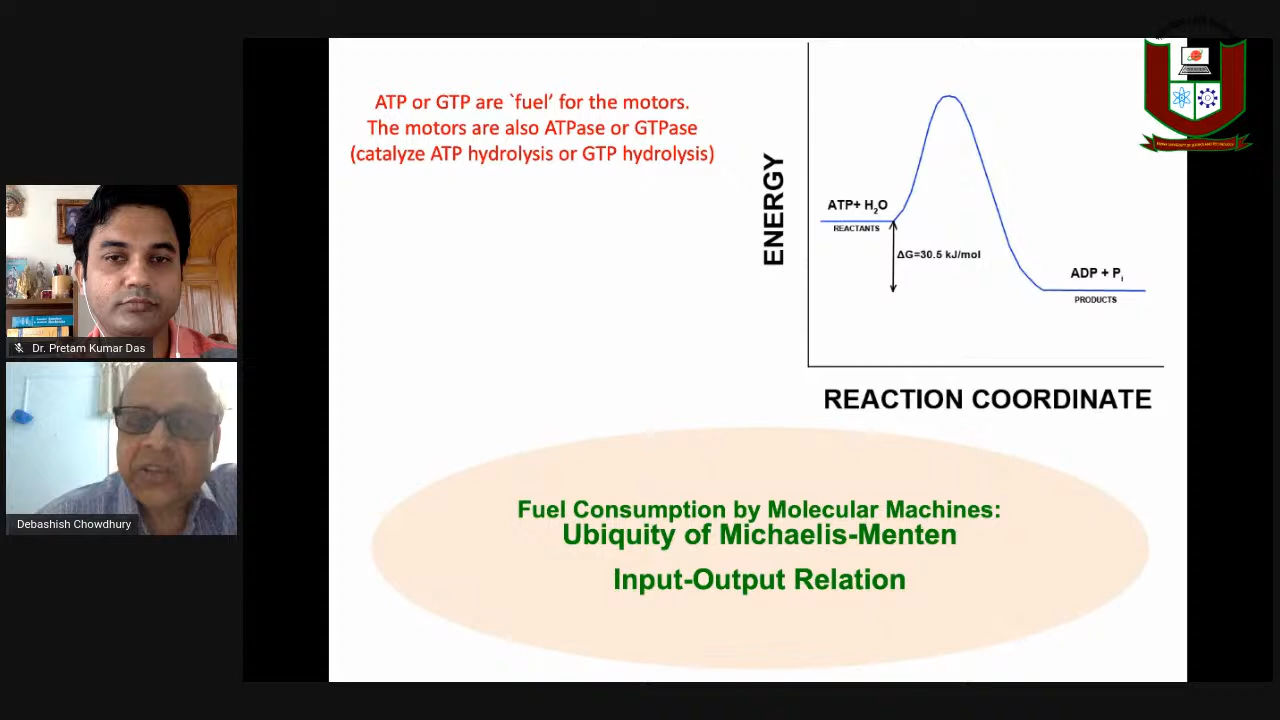 ATP or GTP are `fuel’ for the motors.
The motors are also ATPase or GTPase
(catalyze ATP hydrolysis or GTP hydrolysis)
ENERGY
ATP+ H₂O
REACTANTS
ΔG=30.5 kJ/mol
ADP + Pᵢ
PRODUCTS
REACTION COORDINATE
Fuel Consumption by Molecular Machines:
Ubiquity of Michaelis-Menten
Input-Output Relation
Dr. Pretam Kumar Das
Debashish Chowdhury